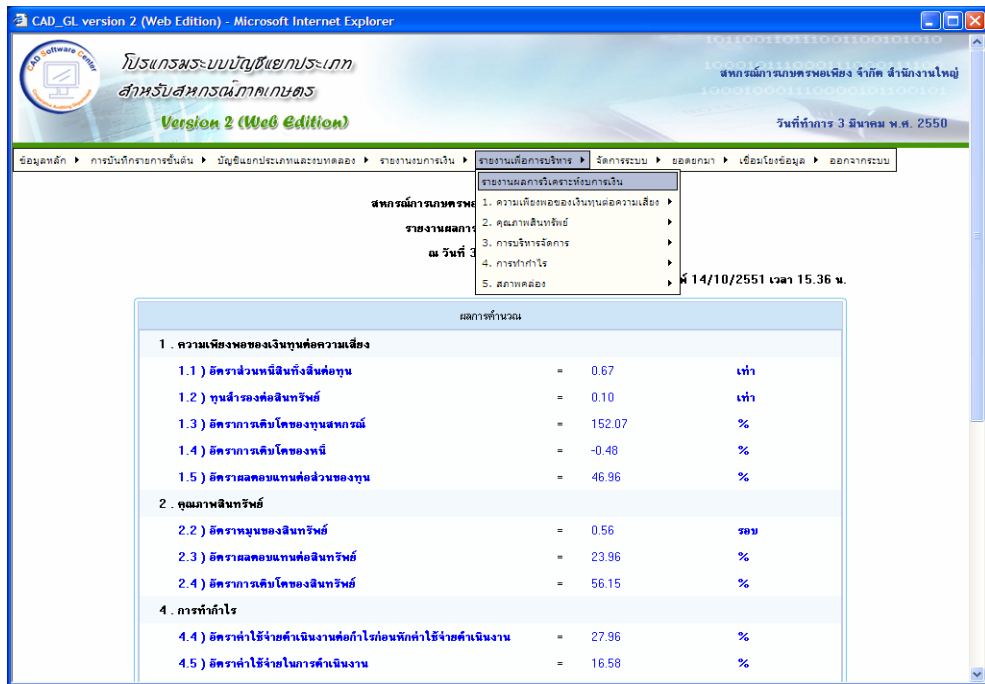 CAD_GL version 2 (Web Edition) - Microsoft Internet Explorer
CAD Software Center
โปรแกรมระบบบัญชีแยกประเภท
สำหรับสหกรณ์ภาคเกษตร
Version 2 (Web Edition)
สหกรณ์การเกษตรพอเพียง จำกัด สำนักงานใหญ่
วันที่ทำการ 3 มีนาคม พ.ศ. 2550
ข้อมูลหลัก การบันทึกรายการขั้นต้น บัญชีแยกประเภทและงบทดลอง รายงานงบการเงิน รายงานเพื่อการบริหาร จัดการระบบ ยอดยกมา เชื่อมโยงข้อมูล ออกจากระบบ
รายงานผลการวิเคราะห์งบการเงิน
1. ความเพียงพอของเงินทุนต่อความเสี่ยง
2. คุณภาพสินทรัพย์
3. การบริหารจัดการ
4. การทำกำไร
5. สภาพคล่อง
สหกรณ์การเกษตรพอ
รายงานผลการ
ณ วันที่ 3
14/10/2551 เวลา 15.36 น.
ผลการคำนวณ
1 . ความเพียงพอของเงินทุนต่อความเสี่ยง
1.1 ) อัตราส่วนหนี้สินทั้งสิ้นต่อทุน = 0.67 เท่า
1.2 ) ทุนสำรองต่อสินทรัพย์ = 0.10 เท่า
1.3 ) อัตราการเติบโตของทุนสหกรณ์ = 152.07 %
1.4 ) อัตราการเติบโตของหนี้ = -0.48 %
1.5 ) อัตราผลตอบแทนต่อส่วนของทุน = 46.96 %
2 . คุณภาพสินทรัพย์
2.2 ) อัตราหมุนของสินทรัพย์ = 0.56 รอบ
2.3 ) อัตราผลตอบแทนต่อสินทรัพย์ = 23.96 %
2.4 ) อัตราการเติบโตของสินทรัพย์ = 56.15 %
4 . การทำกำไร
4.4 ) อัตราค่าใช้จ่ายดำเนินงานต่อกำไรก่อนหักค่าใช้จ่ายดำเนินงาน = 27.96 %
4.5 ) อัตราค่าใช้จ่ายในการดำเนินงาน = 16.58 %